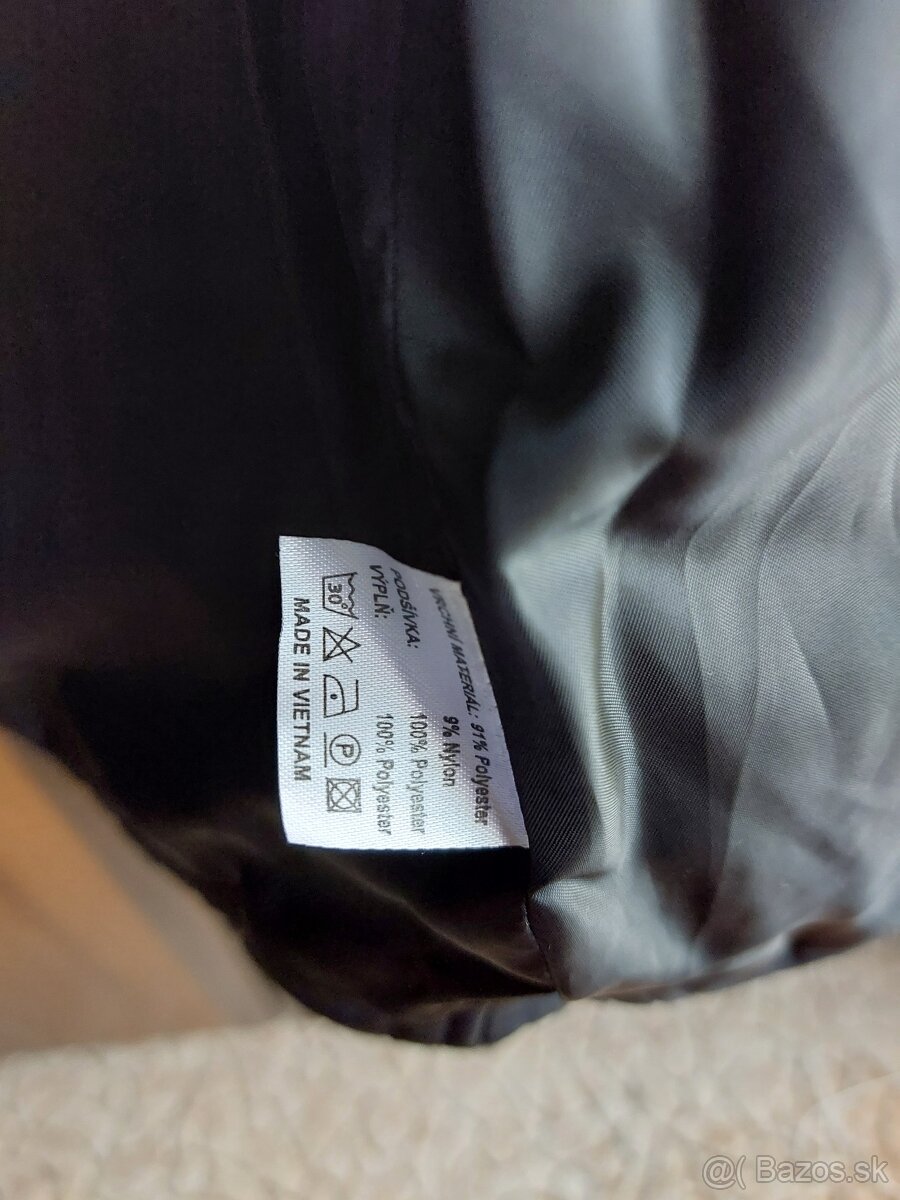 VRCHNÍ MATERIÁL: 91% Polyester
9% Nylon
PODŠÍVKA: 100% Polyester
VÝPLŇ: 100% Polyester
30°
P
MADE IN VIETNAM
@( Bazos.sk